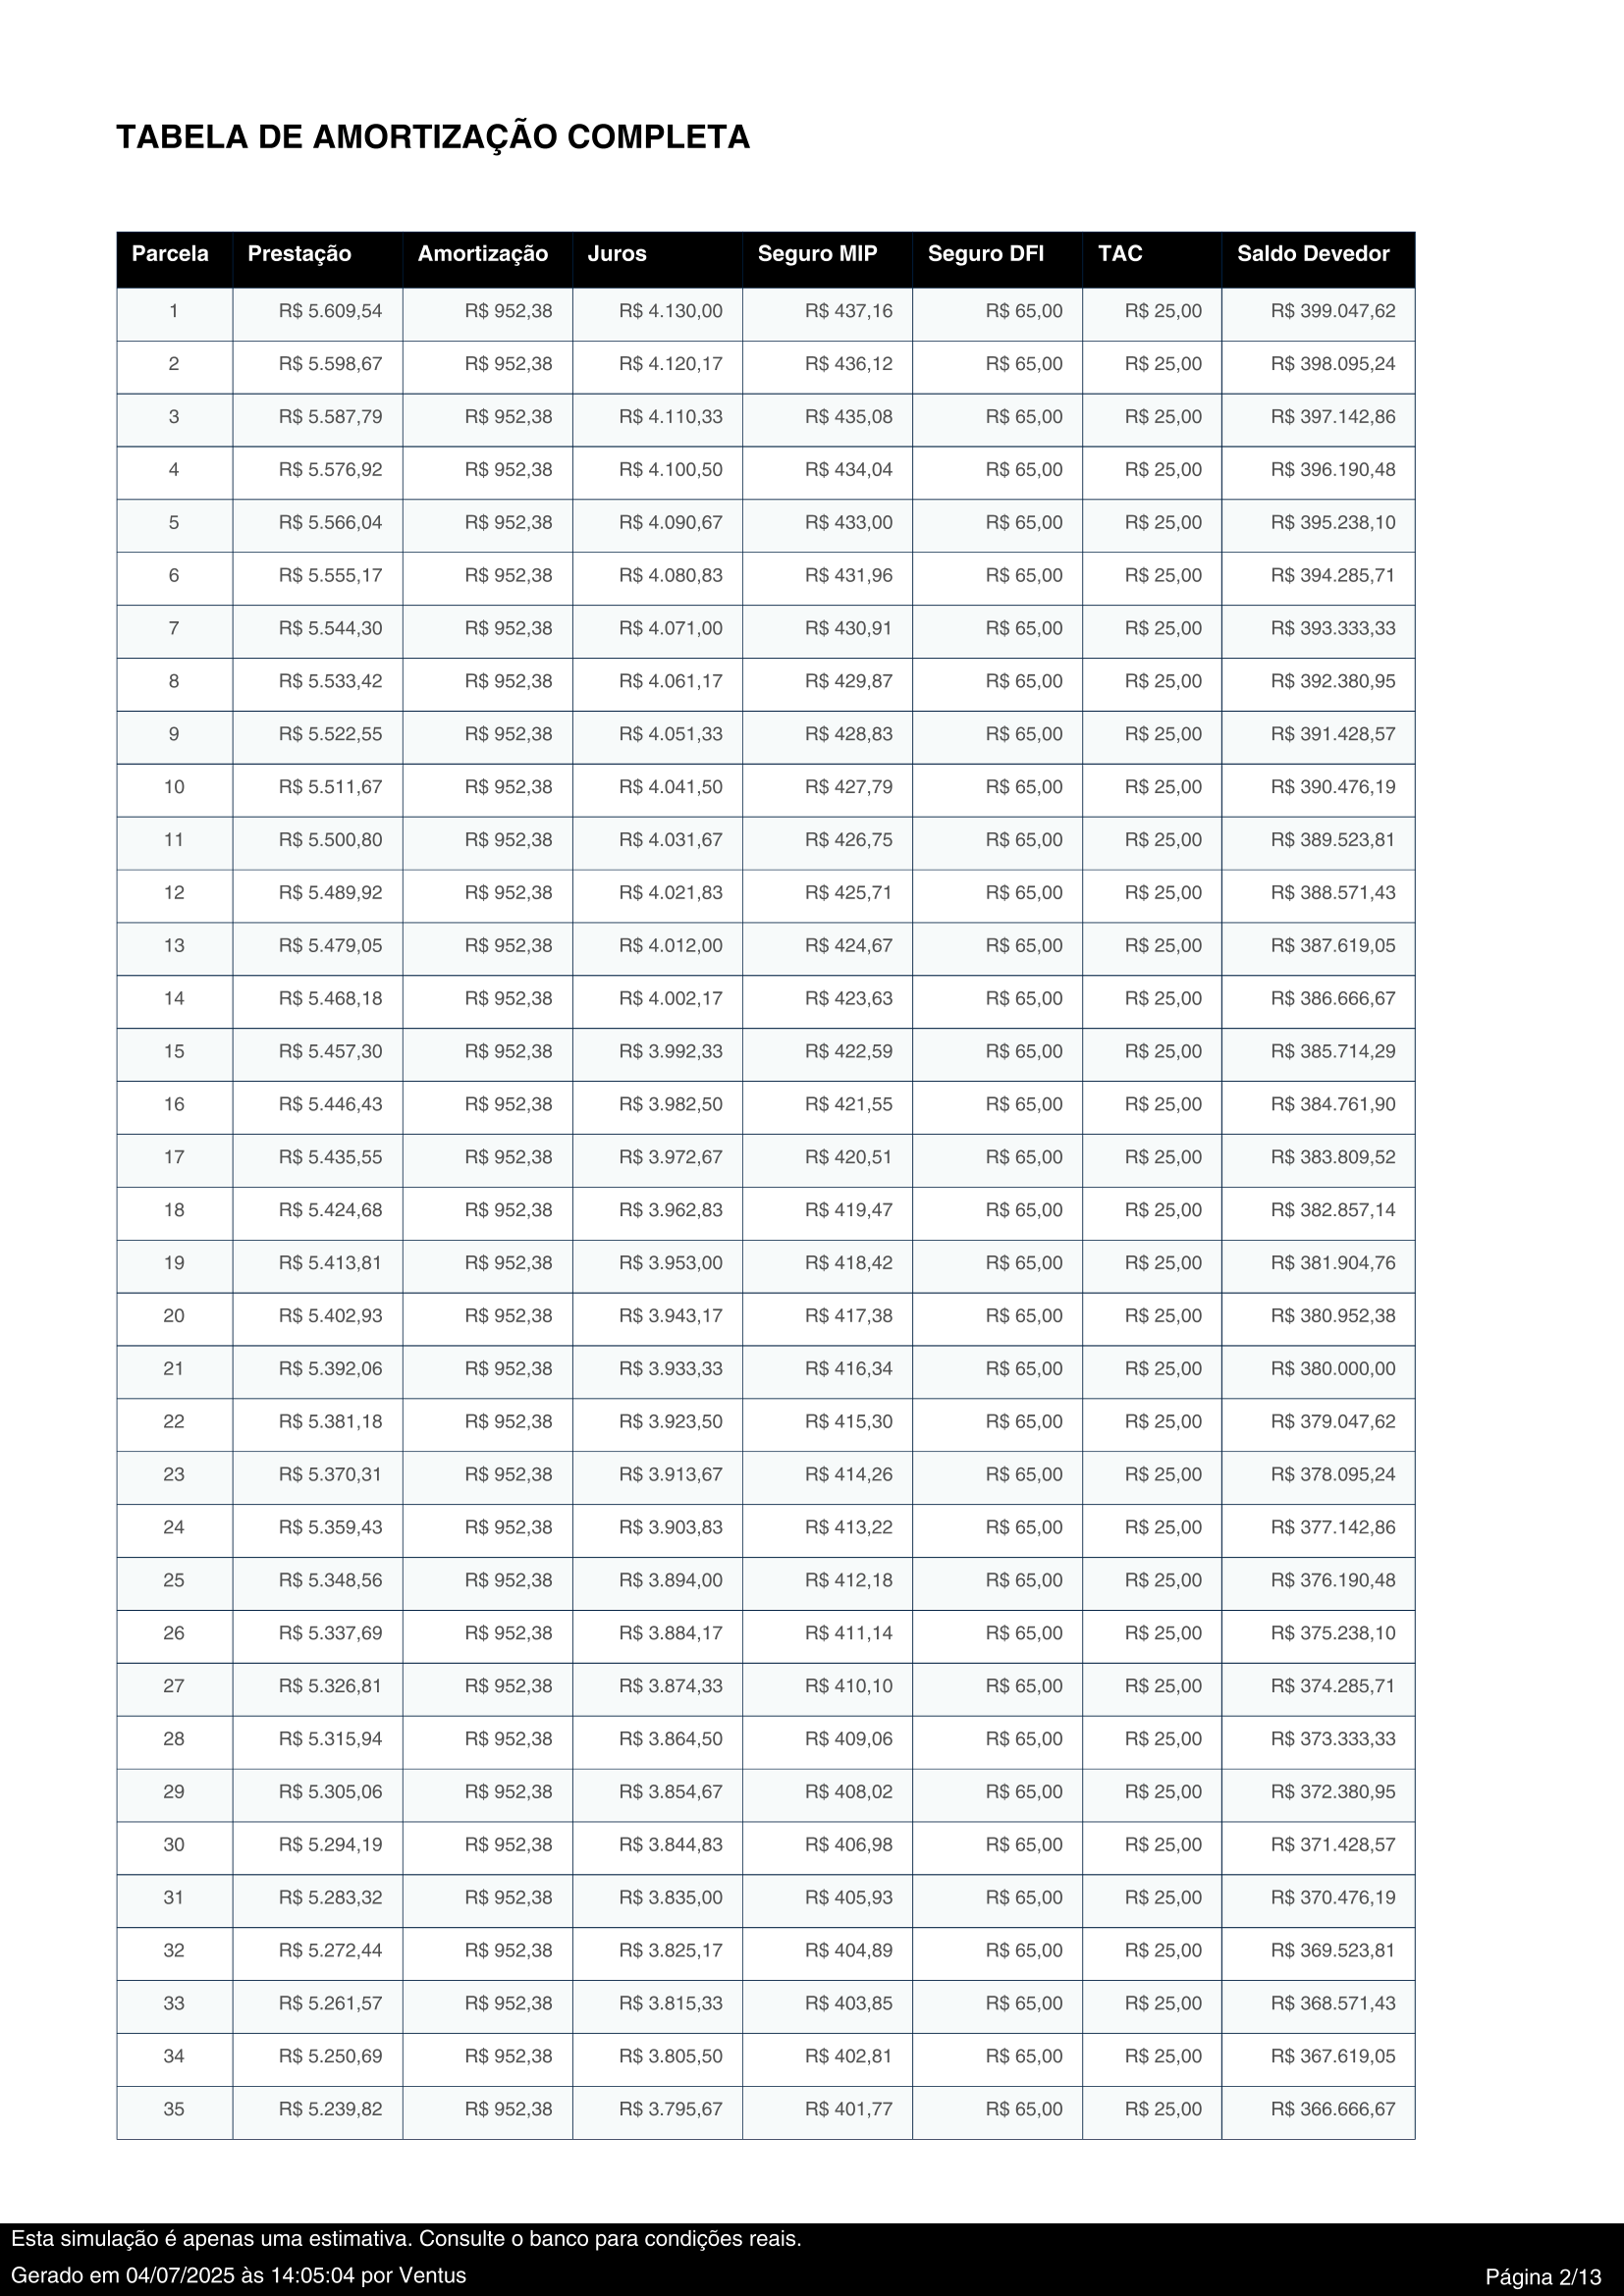 TABELA DE AMORTIZAÇÃO COMPLETA
Parcela Prestação Amortização Juros Seguro MIP Seguro DFI TAC Saldo Devedor
1 R$ 5.609,54 R$ 952,38 R$ 4.130,00 R$ 437,16 R$ 65,00 R$ 25,00 R$ 399.047,62
2 R$ 5.598,67 R$ 952,38 R$ 4.120,17 R$ 436,12 R$ 65,00 R$ 25,00 R$ 398.095,24
3 R$ 5.587,79 R$ 952,38 R$ 4.110,33 R$ 435,08 R$ 65,00 R$ 25,00 R$ 397.142,86
4 R$ 5.576,92 R$ 952,38 R$ 4.100,50 R$ 434,04 R$ 65,00 R$ 25,00 R$ 396.190,48
5 R$ 5.566,04 R$ 952,38 R$ 4.090,67 R$ 433,00 R$ 65,00 R$ 25,00 R$ 395.238,10
6 R$ 5.555,17 R$ 952,38 R$ 4.080,83 R$ 431,96 R$ 65,00 R$ 25,00 R$ 394.285,71
7 R$ 5.544,30 R$ 952,38 R$ 4.071,00 R$ 430,91 R$ 65,00 R$ 25,00 R$ 393.333,33
8 R$ 5.533,42 R$ 952,38 R$ 4.061,17 R$ 429,87 R$ 65,00 R$ 25,00 R$ 392.380,95
9 R$ 5.522,55 R$ 952,38 R$ 4.051,33 R$ 428,83 R$ 65,00 R$ 25,00 R$ 391.428,57
10 R$ 5.511,67 R$ 952,38 R$ 4.041,50 R$ 427,79 R$ 65,00 R$ 25,00 R$ 390.476,19
11 R$ 5.500,80 R$ 952,38 R$ 4.031,67 R$ 426,75 R$ 65,00 R$ 25,00 R$ 389.523,81
12 R$ 5.489,92 R$ 952,38 R$ 4.021,83 R$ 425,71 R$ 65,00 R$ 25,00 R$ 388.571,43
13 R$ 5.479,05 R$ 952,38 R$ 4.012,00 R$ 424,67 R$ 65,00 R$ 25,00 R$ 387.619,05
14 R$ 5.468,18 R$ 952,38 R$ 4.002,17 R$ 423,63 R$ 65,00 R$ 25,00 R$ 386.666,67
15 R$ 5.457,30 R$ 952,38 R$ 3.992,33 R$ 422,59 R$ 65,00 R$ 25,00 R$ 385.714,29
16 R$ 5.446,43 R$ 952,38 R$ 3.982,50 R$ 421,55 R$ 65,00 R$ 25,00 R$ 384.761,90
17 R$ 5.435,55 R$ 952,38 R$ 3.972,67 R$ 420,51 R$ 65,00 R$ 25,00 R$ 383.809,52
18 R$ 5.424,68 R$ 952,38 R$ 3.962,83 R$ 419,47 R$ 65,00 R$ 25,00 R$ 382.857,14
19 R$ 5.413,81 R$ 952,38 R$ 3.953,00 R$ 418,42 R$ 65,00 R$ 25,00 R$ 381.904,76
20 R$ 5.402,93 R$ 952,38 R$ 3.943,17 R$ 417,38 R$ 65,00 R$ 25,00 R$ 380.952,38
21 R$ 5.392,06 R$ 952,38 R$ 3.933,33 R$ 416,34 R$ 65,00 R$ 25,00 R$ 380.000,00
22 R$ 5.381,18 R$ 952,38 R$ 3.923,50 R$ 415,30 R$ 65,00 R$ 25,00 R$ 379.047,62
23 R$ 5.370,31 R$ 952,38 R$ 3.913,67 R$ 414,26 R$ 65,00 R$ 25,00 R$ 378.095,24
24 R$ 5.359,43 R$ 952,38 R$ 3.903,83 R$ 413,22 R$ 65,00 R$ 25,00 R$ 377.142,86
25 R$ 5.348,56 R$ 952,38 R$ 3.894,00 R$ 412,18 R$ 65,00 R$ 25,00 R$ 376.190,48
26 R$ 5.337,69 R$ 952,38 R$ 3.884,17 R$ 411,14 R$ 65,00 R$ 25,00 R$ 375.238,10
27 R$ 5.326,81 R$ 952,38 R$ 3.874,33 R$ 410,10 R$ 65,00 R$ 25,00 R$ 374.285,71
28 R$ 5.315,94 R$ 952,38 R$ 3.864,50 R$ 409,06 R$ 65,00 R$ 25,00 R$ 373.333,33
29 R$ 5.305,06 R$ 952,38 R$ 3.854,67 R$ 408,02 R$ 65,00 R$ 25,00 R$ 372.380,95
30 R$ 5.294,19 R$ 952,38 R$ 3.844,83 R$ 406,98 R$ 65,00 R$ 25,00 R$ 371.428,57
31 R$ 5.283,32 R$ 952,38 R$ 3.835,00 R$ 405,93 R$ 65,00 R$ 25,00 R$ 370.476,19
32 R$ 5.272,44 R$ 952,38 R$ 3.825,17 R$ 404,89 R$ 65,00 R$ 25,00 R$ 369.523,81
33 R$ 5.261,57 R$ 952,38 R$ 3.815,33 R$ 403,85 R$ 65,00 R$ 25,00 R$ 368.571,43
34 R$ 5.250,69 R$ 952,38 R$ 3.805,50 R$ 402,81 R$ 65,00 R$ 25,00 R$ 367.619,05
35 R$ 5.239,82 R$ 952,38 R$ 3.795,67 R$ 401,77 R$ 65,00 R$ 25,00 R$ 366.666,67
Esta simulação é apenas uma estimativa. Consulte o banco para condições reais.
Gerado em 04/07/2025 às 14:05:04 por Ventus
Página 2/13